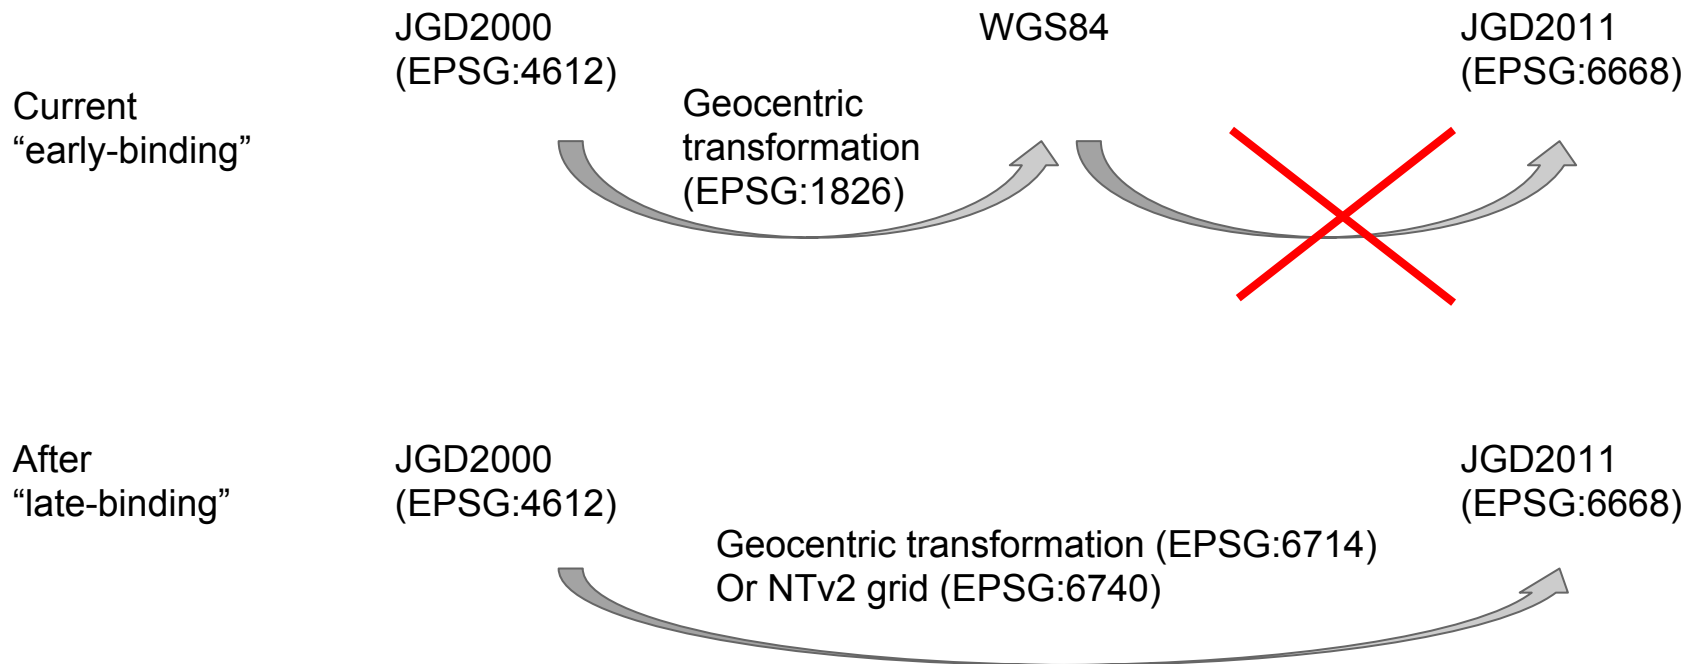 JGD2000
(EPSG:4612)
WGS84
JGD2011
(EPSG:6668)
Current
“early-binding”
Geocentric
transformation
(EPSG:1826)
After
“late-binding”
JGD2000
(EPSG:4612)
JGD2011
(EPSG:6668)
Geocentric transformation (EPSG:6714)
Or NTv2 grid (EPSG:6740)